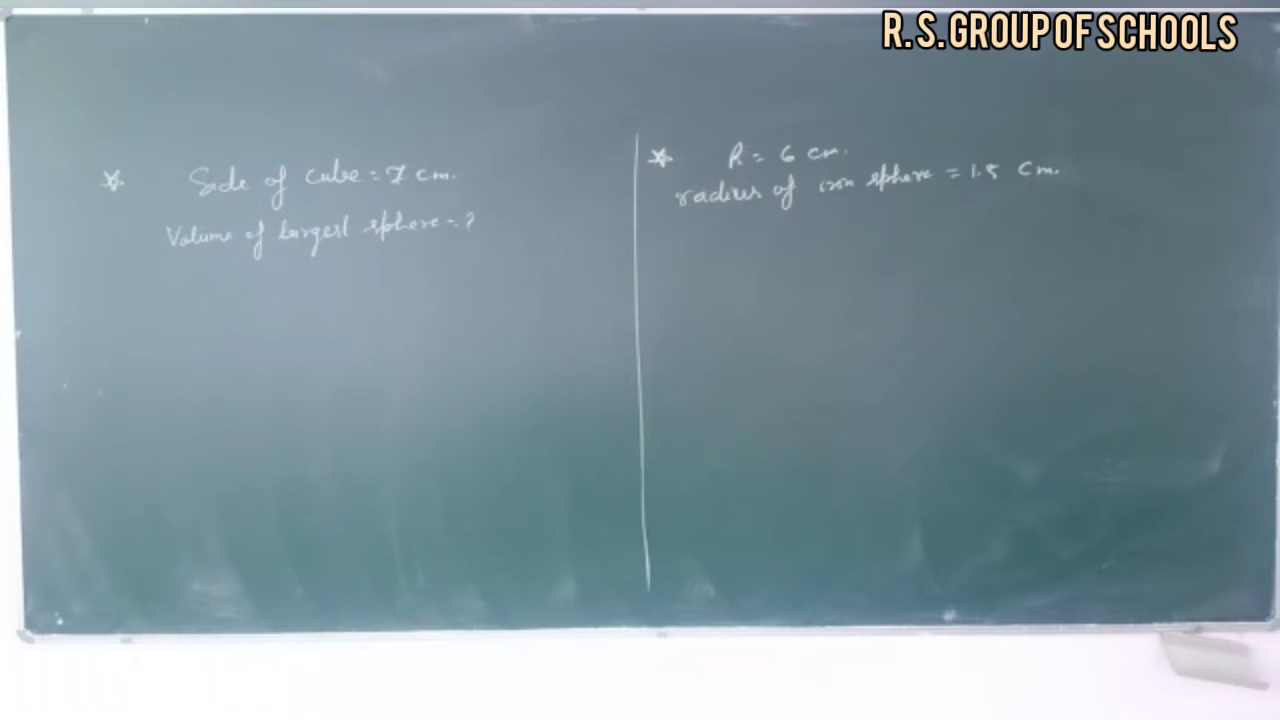 R. S. GROUP OF SCHOOLS
Side of cube = 7 cm.
Volume of largest sphere = ?
R = 6 cm.
radius of iron sphere = 1.5 cm.